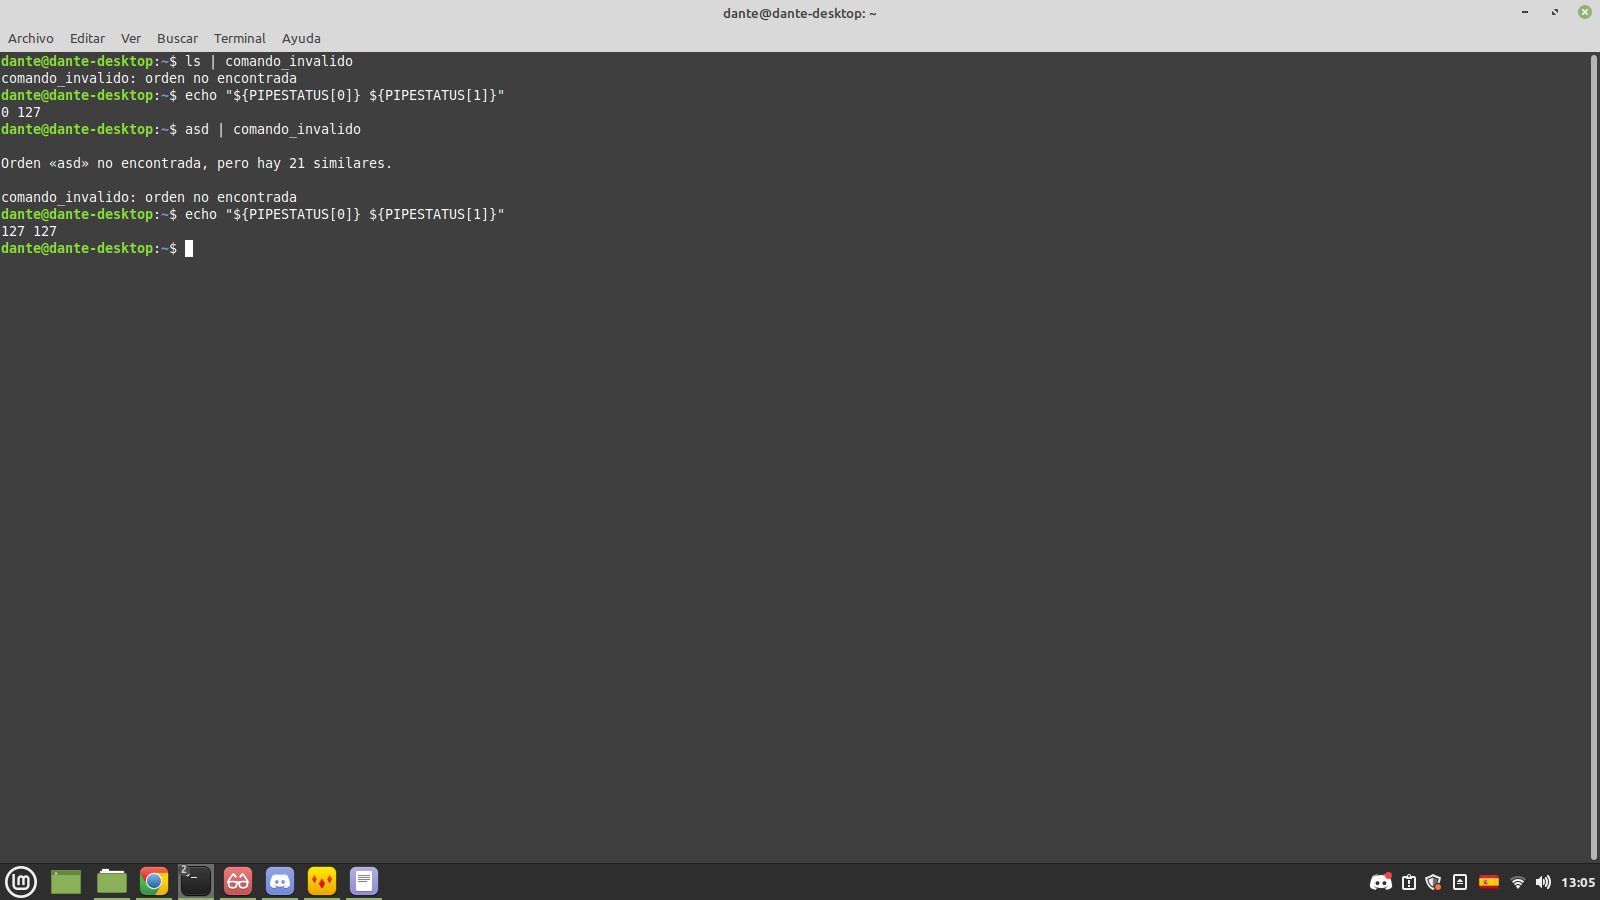 dante@dante-desktop: ~
Archivo Editar Ver Buscar Terminal Ayuda
dante@dante-desktop:~$ ls | comando_invalido
comando_invalido: orden no encontrada
dante@dante-desktop:~$ echo "${PIPESTATUS[0]} ${PIPESTATUS[1]}"
0 127
dante@dante-desktop:~$ asd | comando_invalido
Orden «asd» no encontrada, pero hay 21 similares.
comando_invalido: orden no encontrada
dante@dante-desktop:~$ echo "${PIPESTATUS[0]} ${PIPESTATUS[1]}"
127 127
dante@dante-desktop:~$
2
13:05